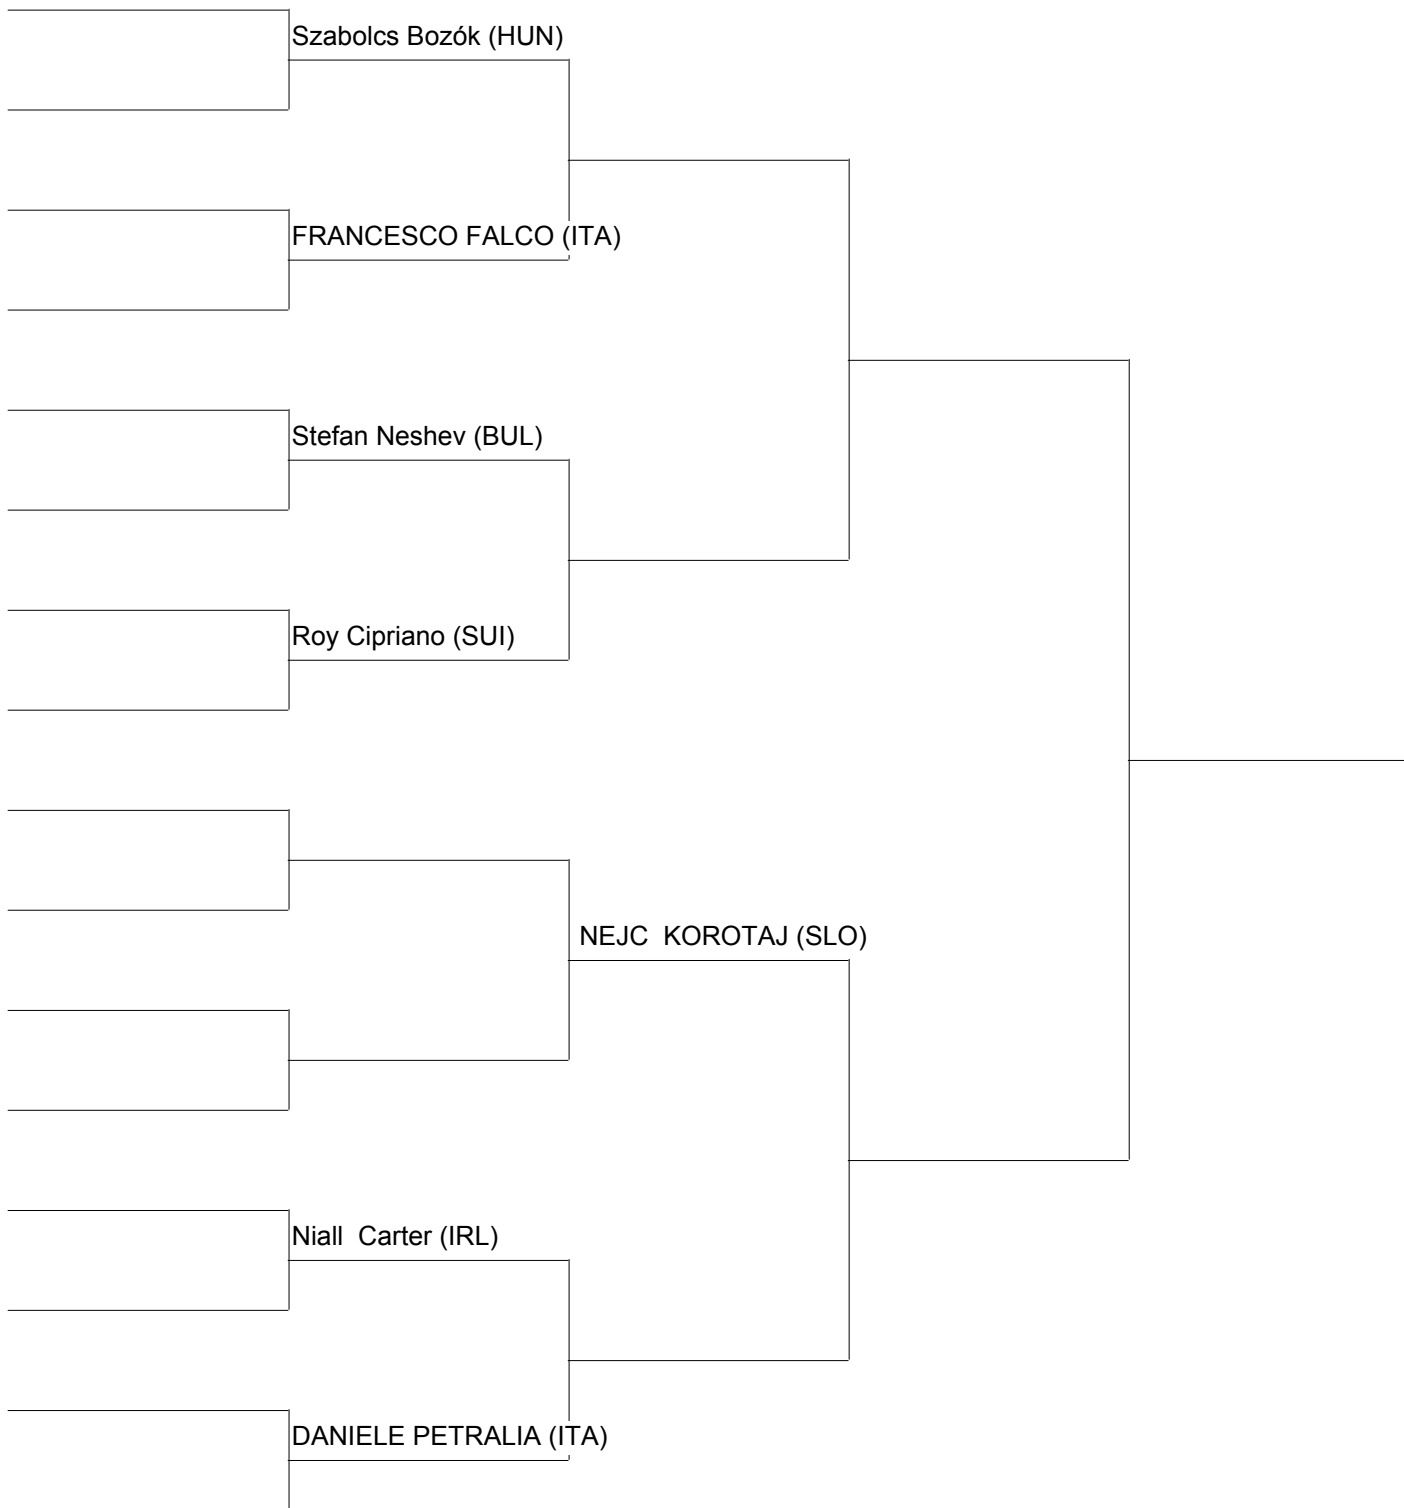 Szabolcs Bozók (HUN)
FRANCESCO FALCO (ITA)
Stefan Neshev (BUL)
Roy Cipriano (SUI)
NEJC  KOROTAJ (SLO)
Niall  Carter (IRL)
DANIELE PETRALIA (ITA)